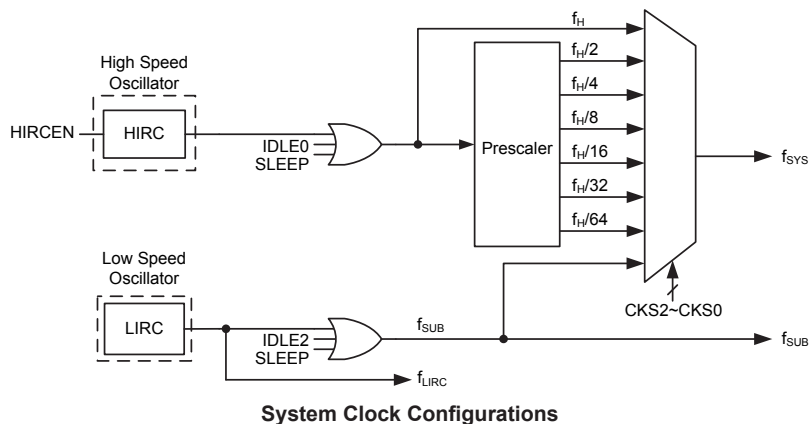 High Speed
Oscillator
HIRCEN
HIRC
IDLE0
SLEEP
Prescaler
fH
fH/2
fH/4
fH/8
fH/16
fH/32
fH/64
fSYS
CKS2~CKS0
Low Speed
Oscillator
LIRC
IDLE2
SLEEP
fSUB
fSUB
fLIRC
System Clock Configurations